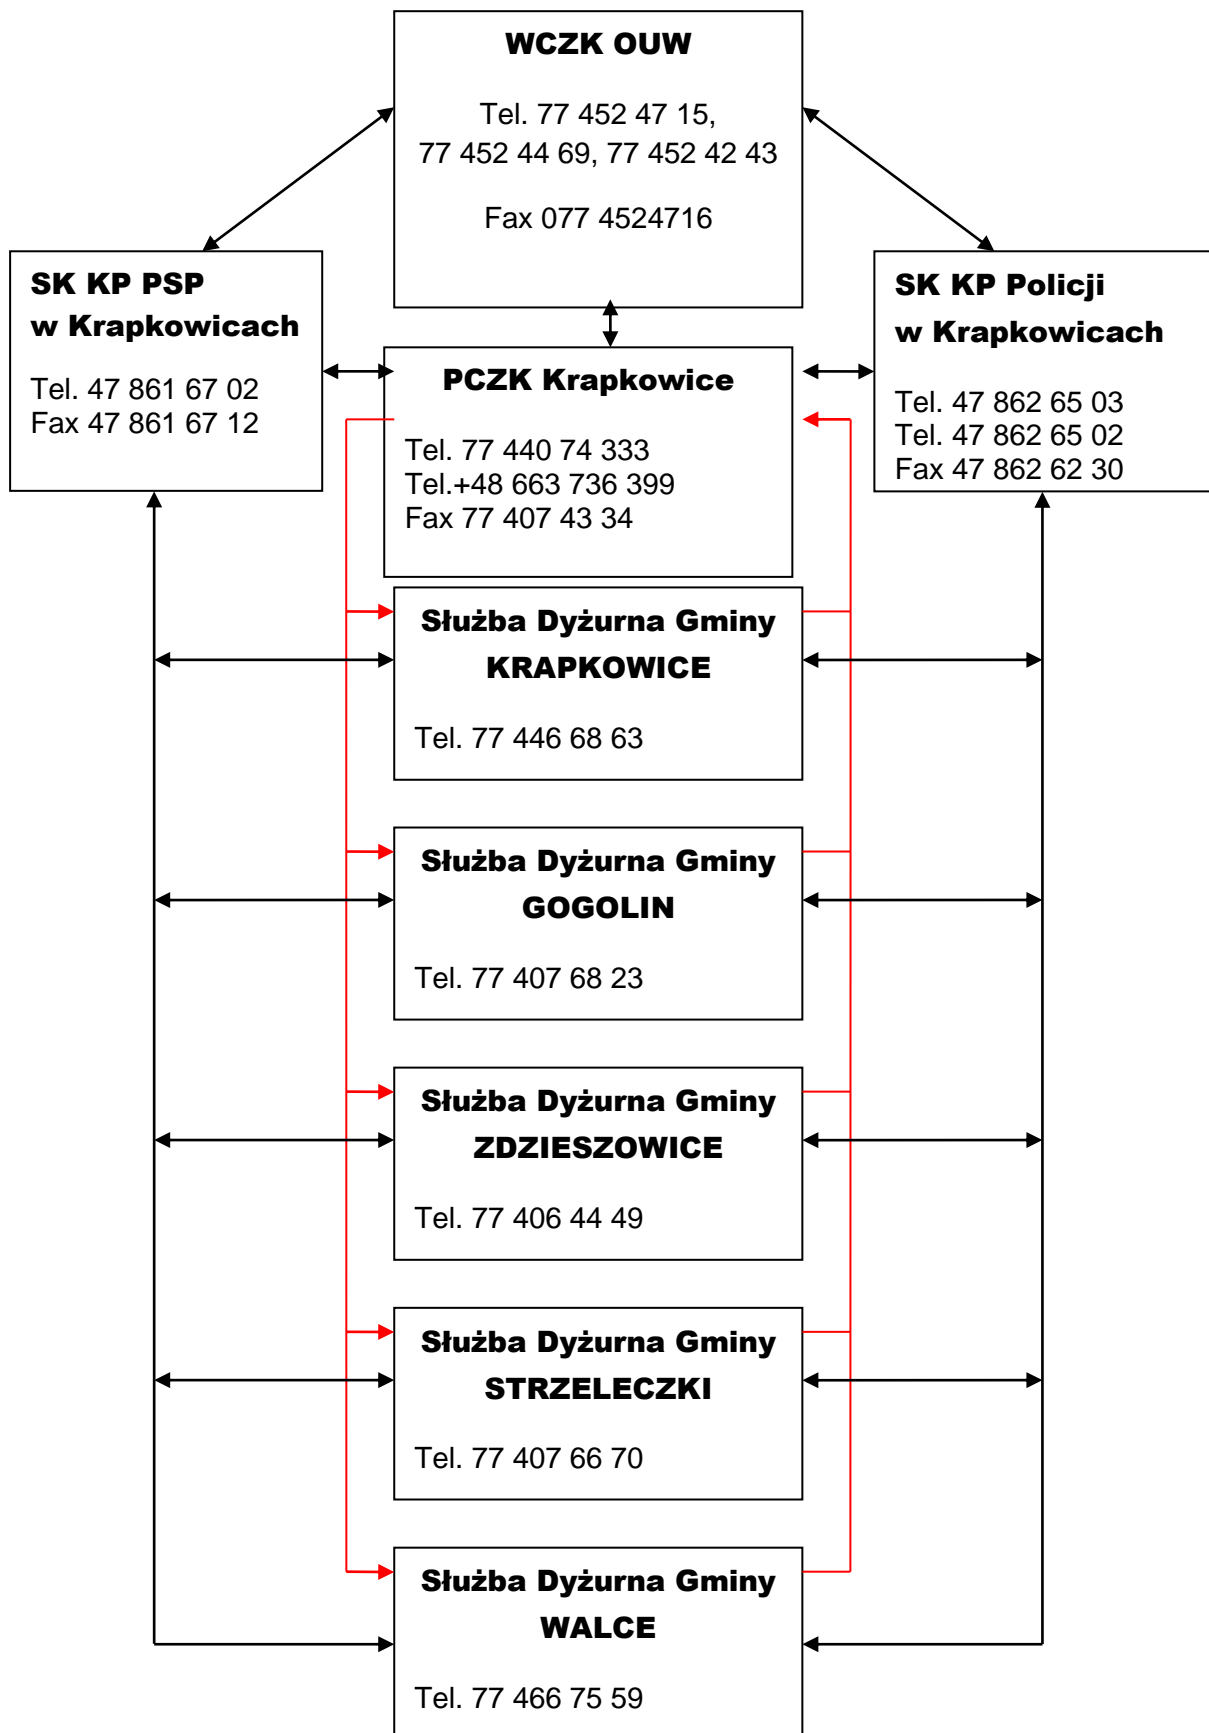 WCZK OUW
Tel. 77 452 47 15,
77 452 44 69, 77 452 42 43
Fax 077 4524716
SK KP PSP
w Krapkowicach
Tel. 47 861 67 02
Fax 47 861 67 12
SK KP Policji
w Krapkowicach
Tel. 47 862 65 03
Tel. 47 862 65 02
Fax 47 862 62 30
PCZK Krapkowice
Tel. 77 440 74 333
Tel.+48 663 736 399
Fax 77 407 43 34
Służba Dyżurna Gminy
KRAPKOWICE
Tel. 77 446 68 63
Służba Dyżurna Gminy
GOGOLIN
Tel. 77 407 68 23
Służba Dyżurna Gminy
ZDZIESZOWICE
Tel. 77 406 44 49
Służba Dyżurna Gminy
STRZELECZKI
Tel. 77 407 66 70
Służba Dyżurna Gminy
WALCE
Tel. 77 466 75 59